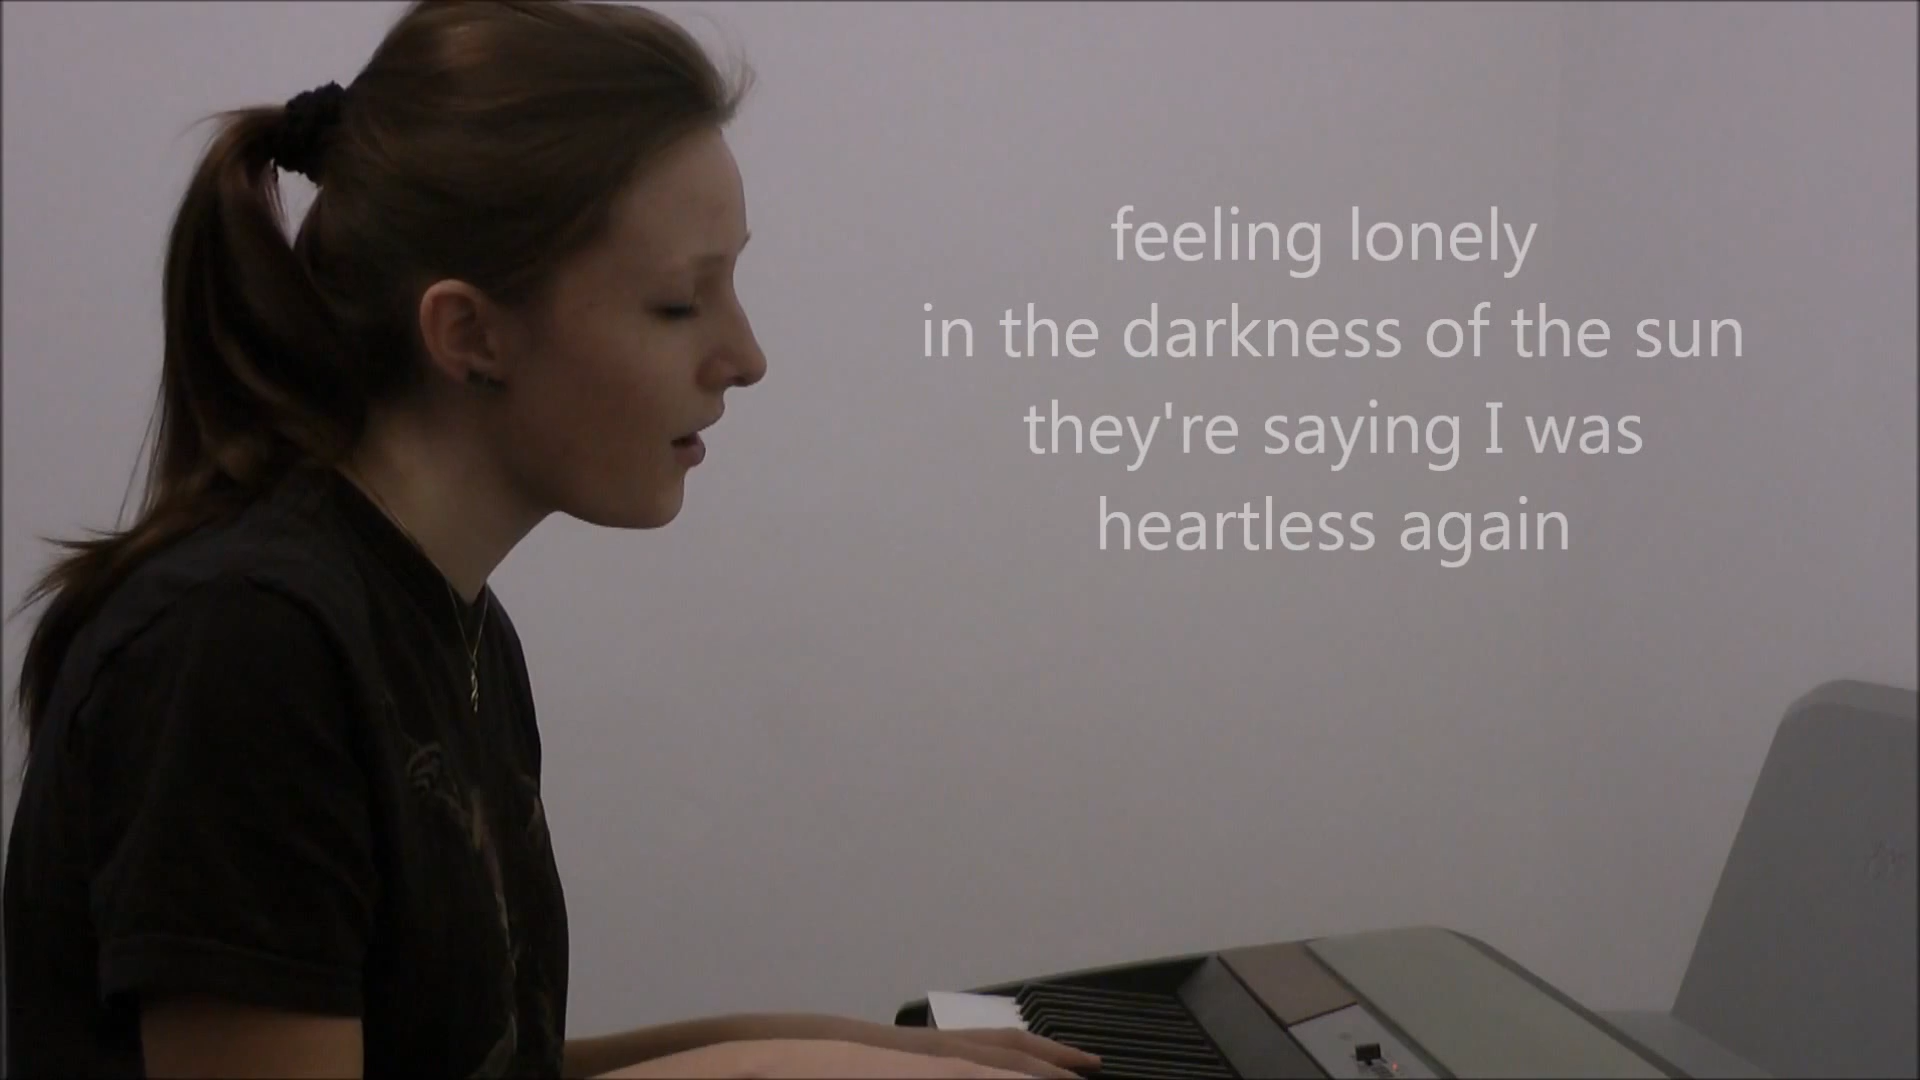 feeling lonely
in the darkness of the sun
they're saying I was
heartless again